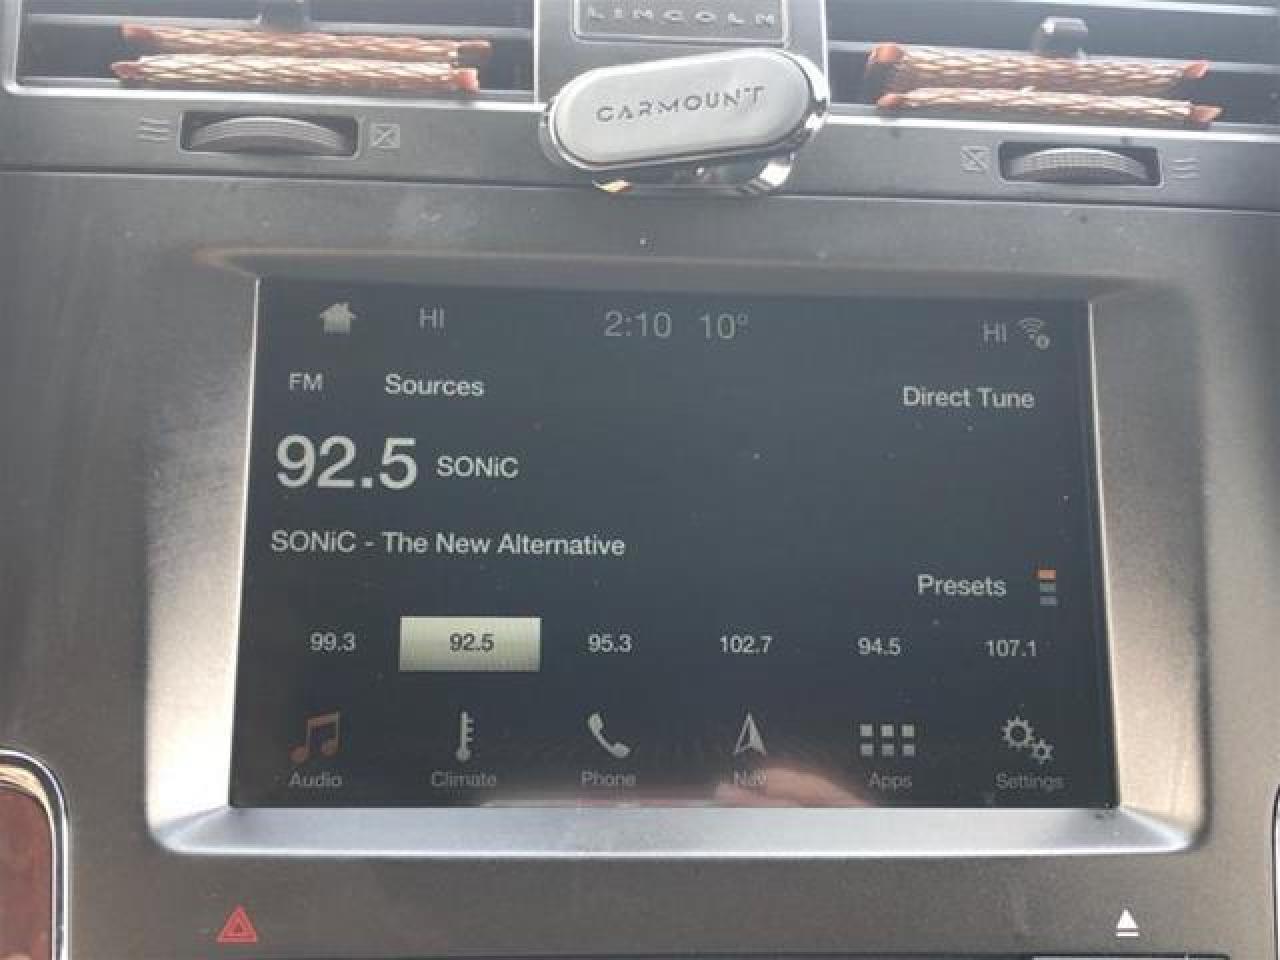 LINCOLN
CARMOUNT
HI 2:10 10° HI
FM Sources Direct Tune
92.5 SONiC
SONiC - The New Alternative
Presets
99.3 92.5 95.3 102.7 94.5 107.1
Audio Climate Phone Nav Apps Settings